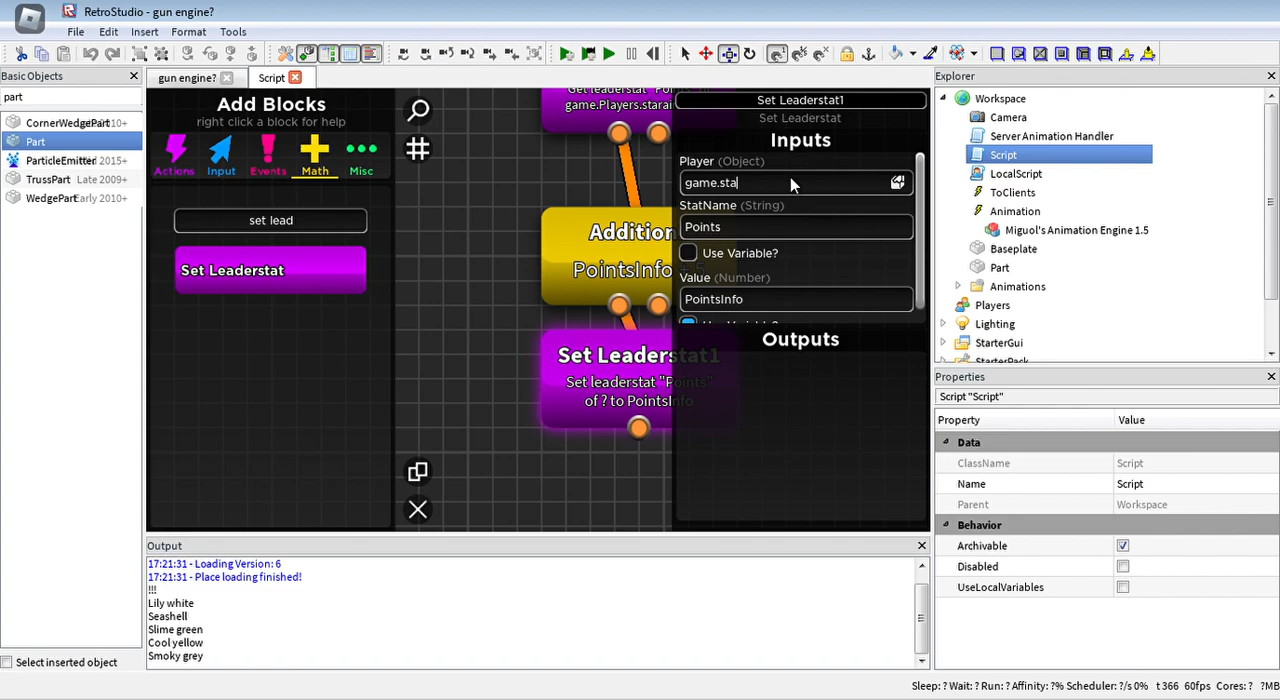 RetroStudio - gun engine?
File Edit Insert Format Tools
Basic Objects
part
CornerWedgePart 2010+
Part
ParticleEmitter 2015+
TrussPart Late 2009+
WedgePart Early 2010+
Select inserted object
gun engine?
Script
Add Blocks
right click a block for help
Actions Input Events Math Misc
set lead
Set Leaderstat
game.Players.starai
Addition
PointsInfo
Set Leaderstat1
Set leaderstat "Points"
of ? to PointsInfo
Set Leaderstat1
Set Leaderstat
Inputs
Player (Object)
game.sta
StatName (String)
Points
Use Variable?
Value (Number)
PointsInfo
Outputs
Output
17:21:31 - Loading Version: 6
17:21:31 - Place loading finished!
!!!
Lily white
Seashell
Slime green
Cool yellow
Smoky grey
Explorer
Workspace
Camera
Server Animation Handler
Script
LocalScript
ToClients
Animation
Miguol's Animation Engine 1.5
Baseplate
Part
Animations
Players
Lighting
StarterGui
StarterPack
Properties
Script "Script"
Property Value
Data
ClassName Script
Name Script
Parent Workspace
Behavior
Archivable
Disabled
UseLocalVariables
Sleep: ? Wait: ? Run: ? Affinity: ?% Scheduler: ?/s 0% t 366 60fps Cores: ? ?MB